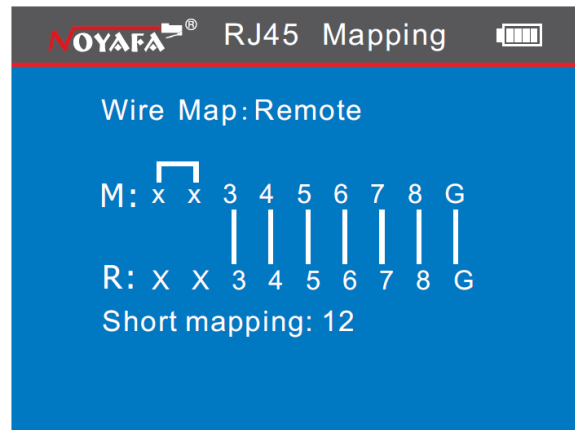 NOYAFA® RJ45 Mapping
Wire Map:Remote
M: x x 3 4 5 6 7 8 G
R: X X 3 4 5 6 7 8 G
Short mapping: 12